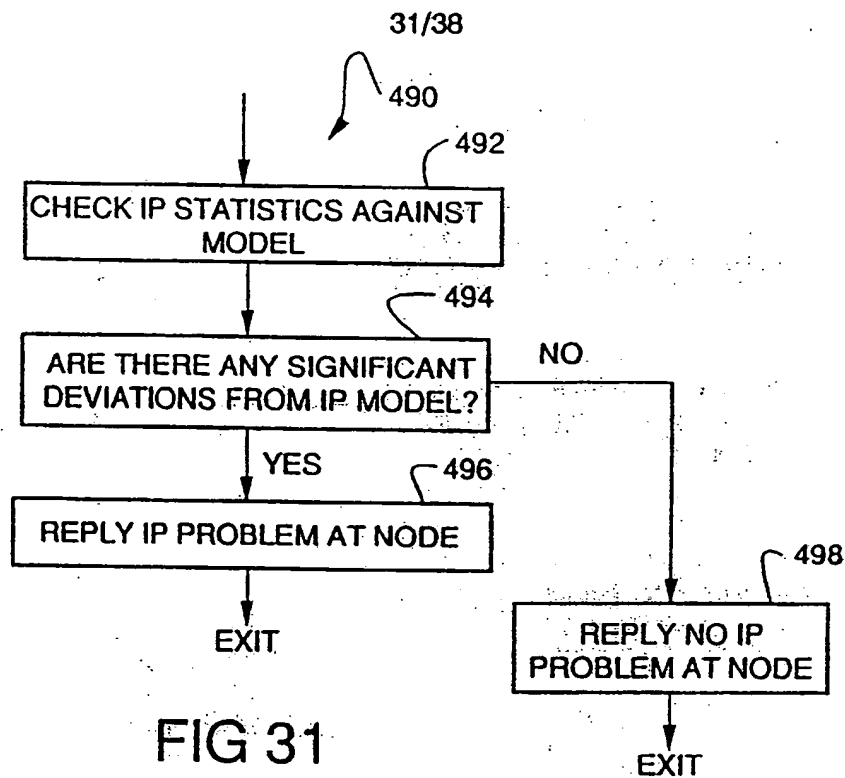 31/38
490
492
CHECK IP STATISTICS AGAINST
MODEL
494
ARE THERE ANY SIGNIFICANT
DEVIATIONS FROM IP MODEL?
NO
YES
496
REPLY IP PROBLEM AT NODE
498
REPLY NO IP
PROBLEM AT NODE
EXIT
EXIT
FIG 31